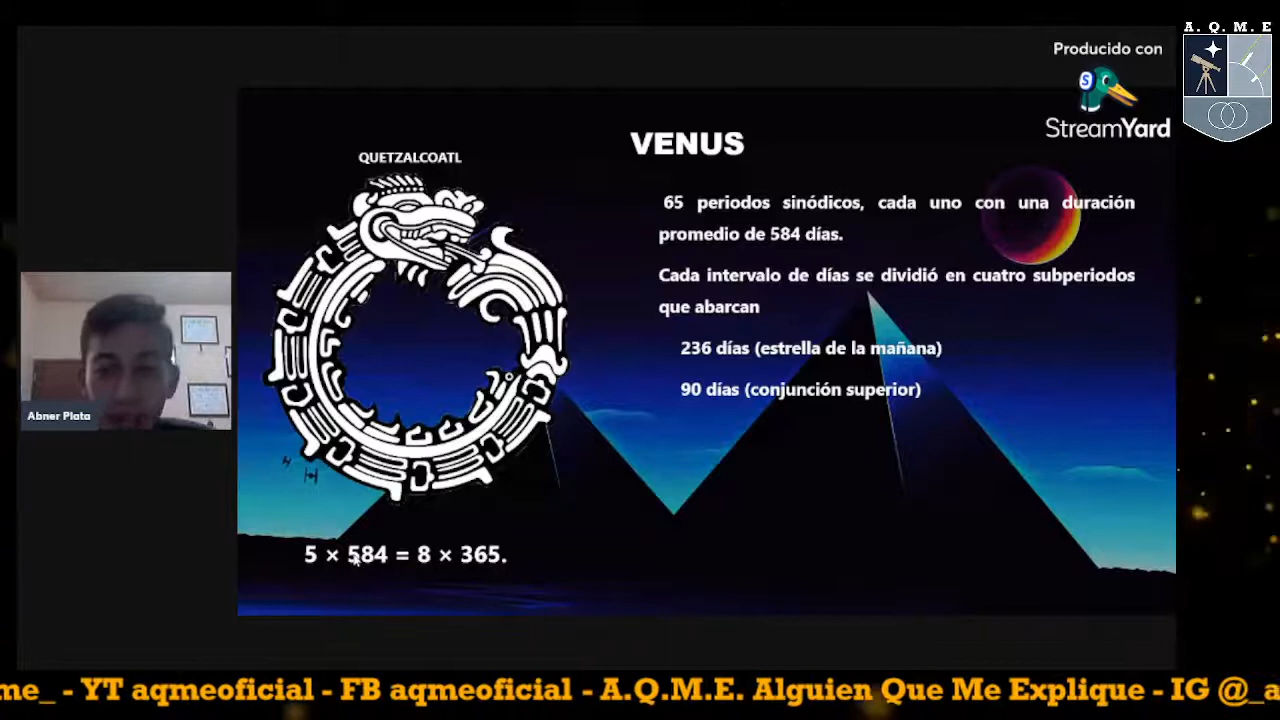 A. Q. M. E
Producido con
S
StreamYard
VENUS
QUETZALCOATL
65 periodos sinódicos, cada uno con una duración
promedio de 584 días.
Cada intervalo de días se dividió en cuatro subperiodos
que abarcan
236 días (estrella de la mañana)
90 días (conjunción superior)
Abner Plata
5 × 584 = 8 × 365.
me_ - YT aqmeoficial - FB aqmeoficial - A.Q.M.E. Alguien Que Me Explique - IG @_a